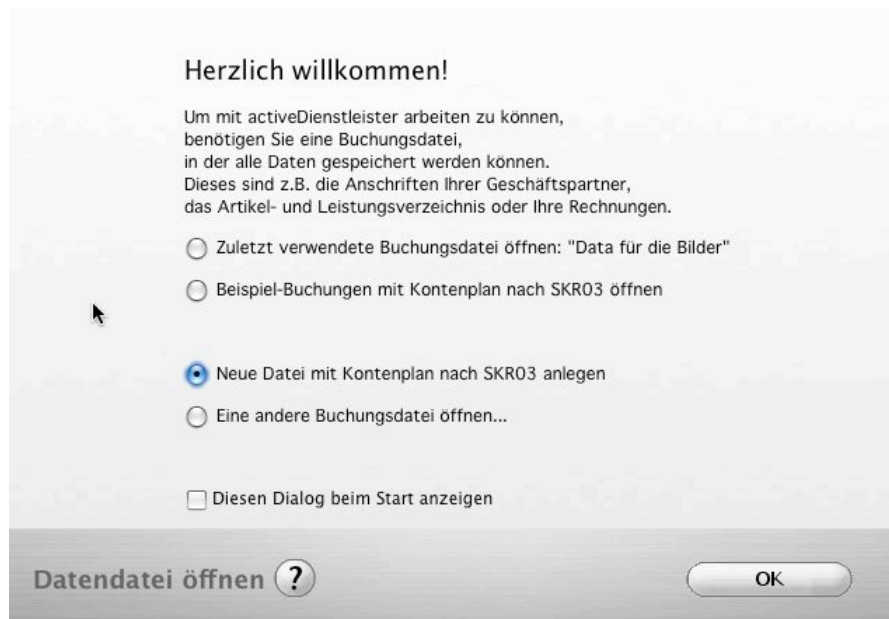 Herzlich willkommen!
Um mit activeDienstleister arbeiten zu können,
benötigen Sie eine Buchungsdatei,
in der alle Daten gespeichert werden können.
Dieses sind z.B. die Anschriften Ihrer Geschäftspartner,
das Artikel- und Leistungsverzeichnis oder Ihre Rechnungen.
Zuletzt verwendete Buchungsdatei öffnen: "Data für die Bilder"
Beispiel-Buchungen mit Kontenplan nach SKR03 öffnen
Neue Datei mit Kontenplan nach SKR03 anlegen
Eine andere Buchungsdatei öffnen...
Diesen Dialog beim Start anzeigen
Datendatei öffnen ? OK